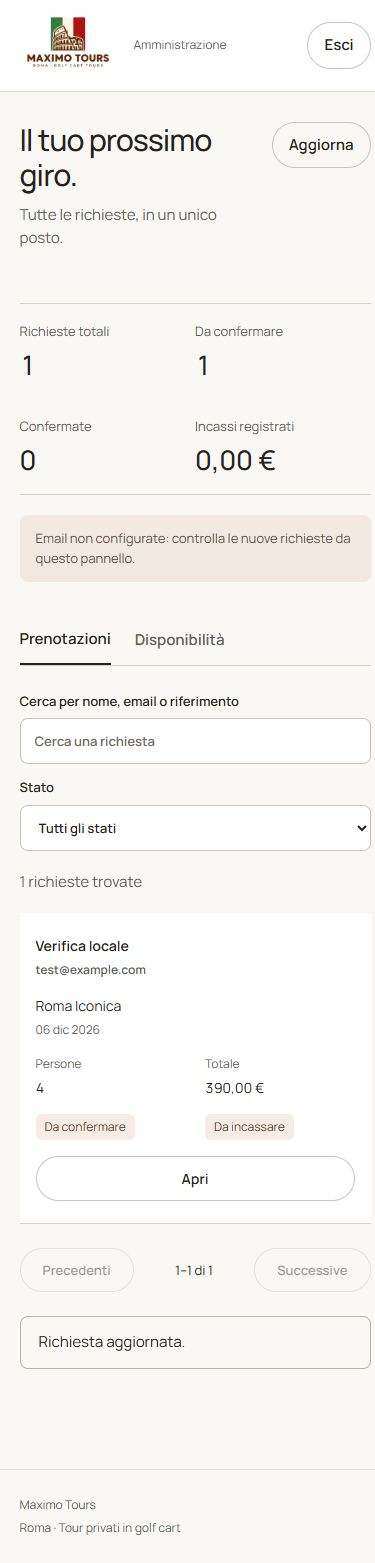 MAXIMO TOURS
ROMA · GOLF CART TOURS
Amministrazione
Esci
Il tuo prossimo
giro.
Aggiorna
Tutte le richieste, in un unico
posto.
Richieste totali
Da confermare
1
1
Confermate
Incassi registrati
0
0,00 €
Email non configurate: controlla le nuove richieste da
questo pannello.
Prenotazioni
Disponibilità
Cerca per nome, email o riferimento
Cerca una richiesta
Stato
Tutti gli stati
1 richieste trovate
Verifica locale
test@example.com
Roma Iconica
06 dic 2026
Persone
Totale
4
390,00 €
Da confermare
Da incassare
Apri
Precedenti
1–1 di 1
Successive
Richiesta aggiornata.
Maximo Tours
Roma · Tour privati in golf cart